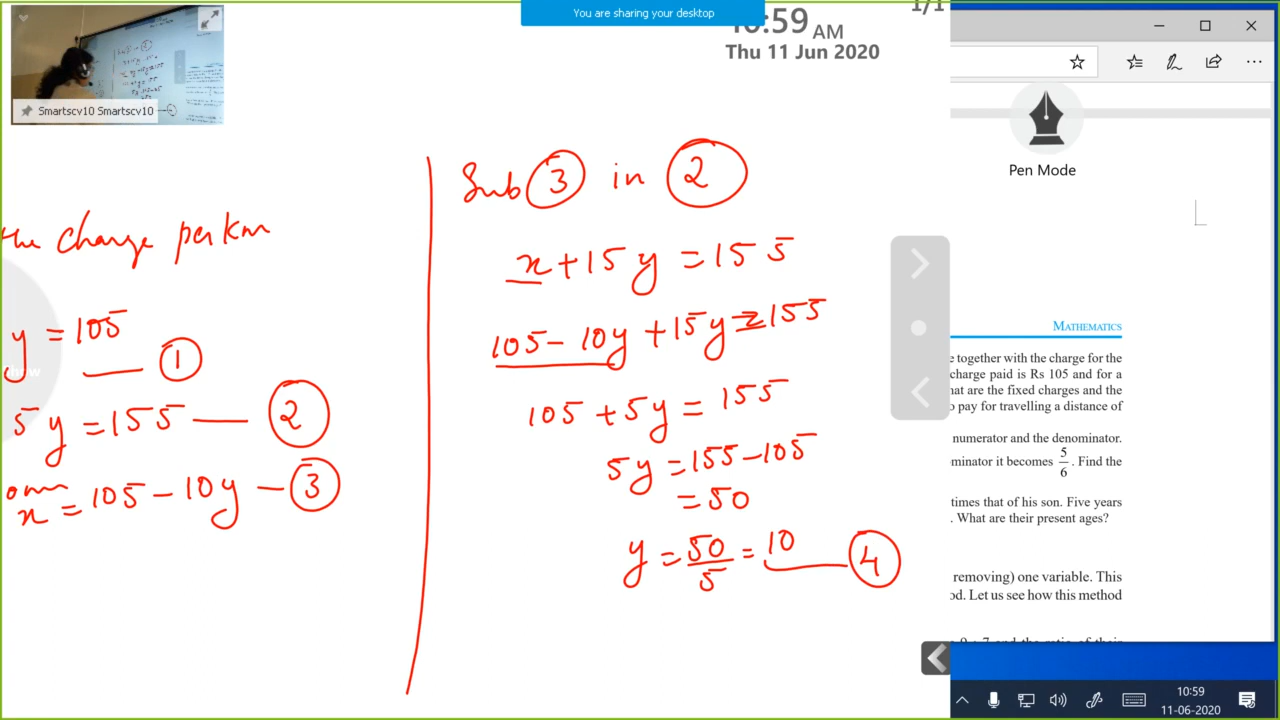 You are sharing your desktop
10:59 AM
Thu 11 Jun 2020
1/1
Smartscv10 Smartscv10
Pen Mode
the charge per km
y = 105 ___ 1
5y = 155 — 2
x = 105 - 10y - 3
Sub 3 in 2
x + 15y = 155
105 - 10y + 15y = 155
105 + 5y = 155
5y = 155 - 105
= 50
y = 50/5 = 10 ___ 4
MATHEMATICS
e together with the charge for the
charge paid is Rs 105 and for a
hat are the fixed charges and the
o pay for travelling a distance of
numerator and the denominator.
minator it becomes 5/6. Find the
times that of his son. Five years
. What are their present ages?
removing) one variable. This
od. Let us see how this method
10:59
11-06-2020